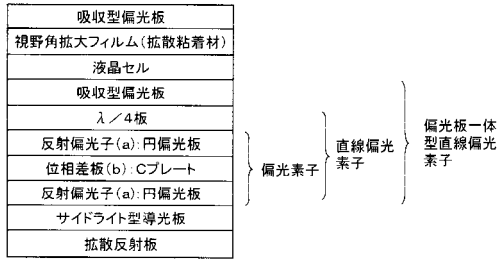 吸収型偏光板
視野角拡大フィルム(拡散粘着材)
液晶セル
吸収型偏光板
λ/4板
反射偏光子(a):円偏光板
位相差板(b):Cプレート
反射偏光子(a):円偏光板
サイドライト型導光板
拡散反射板
偏光素子
直線偏光
素子
偏光板一体
型直線偏光
素子